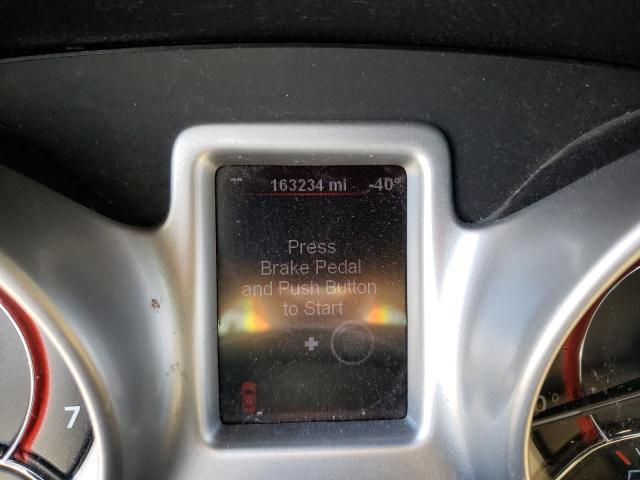 163234 mi -40°
Press
Brake Pedal
and Push Button
to Start
7